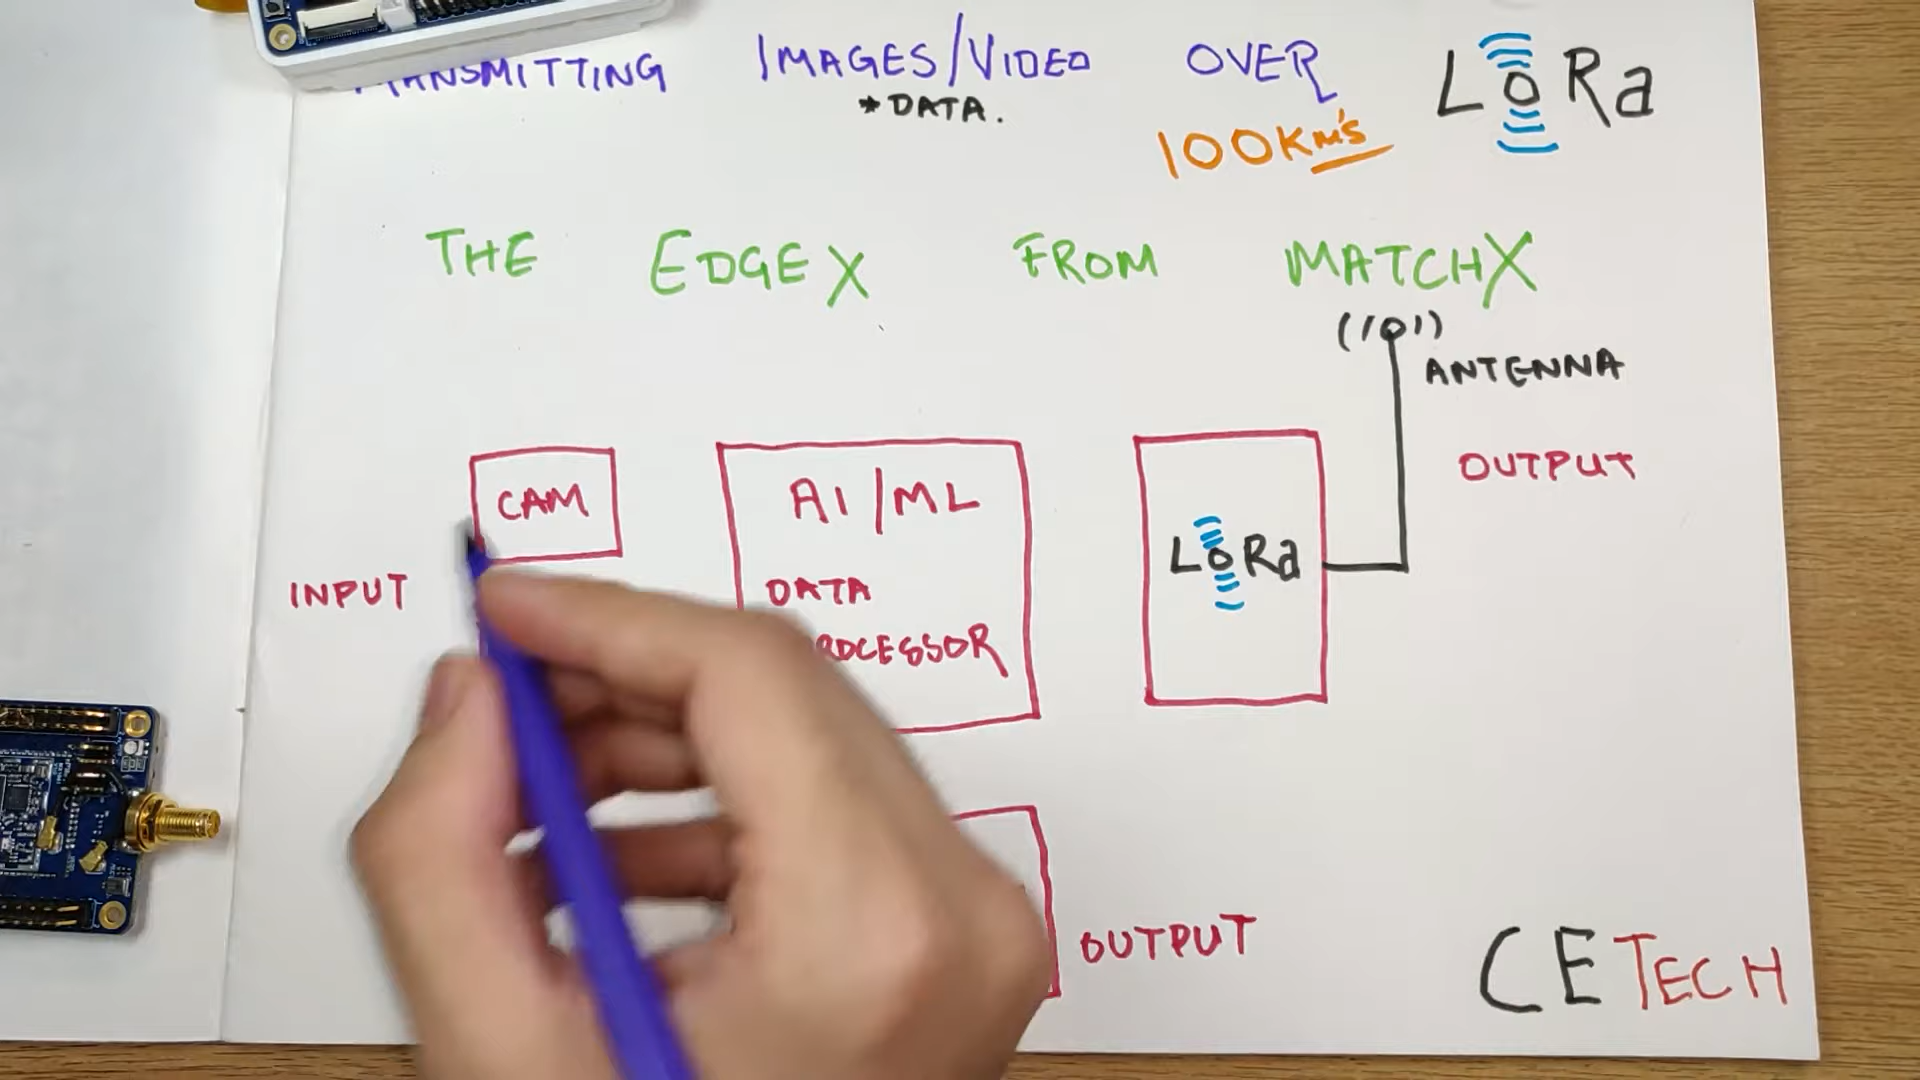 IMAGES/VIDEO OVER LoRa
*DATA.
100Km's
THE EDGEX FROM MATCHX
ANTENNA
OUTPUT
CAM
AI/ML
LoRa
INPUT
DATA
OUTPUT
CETECH